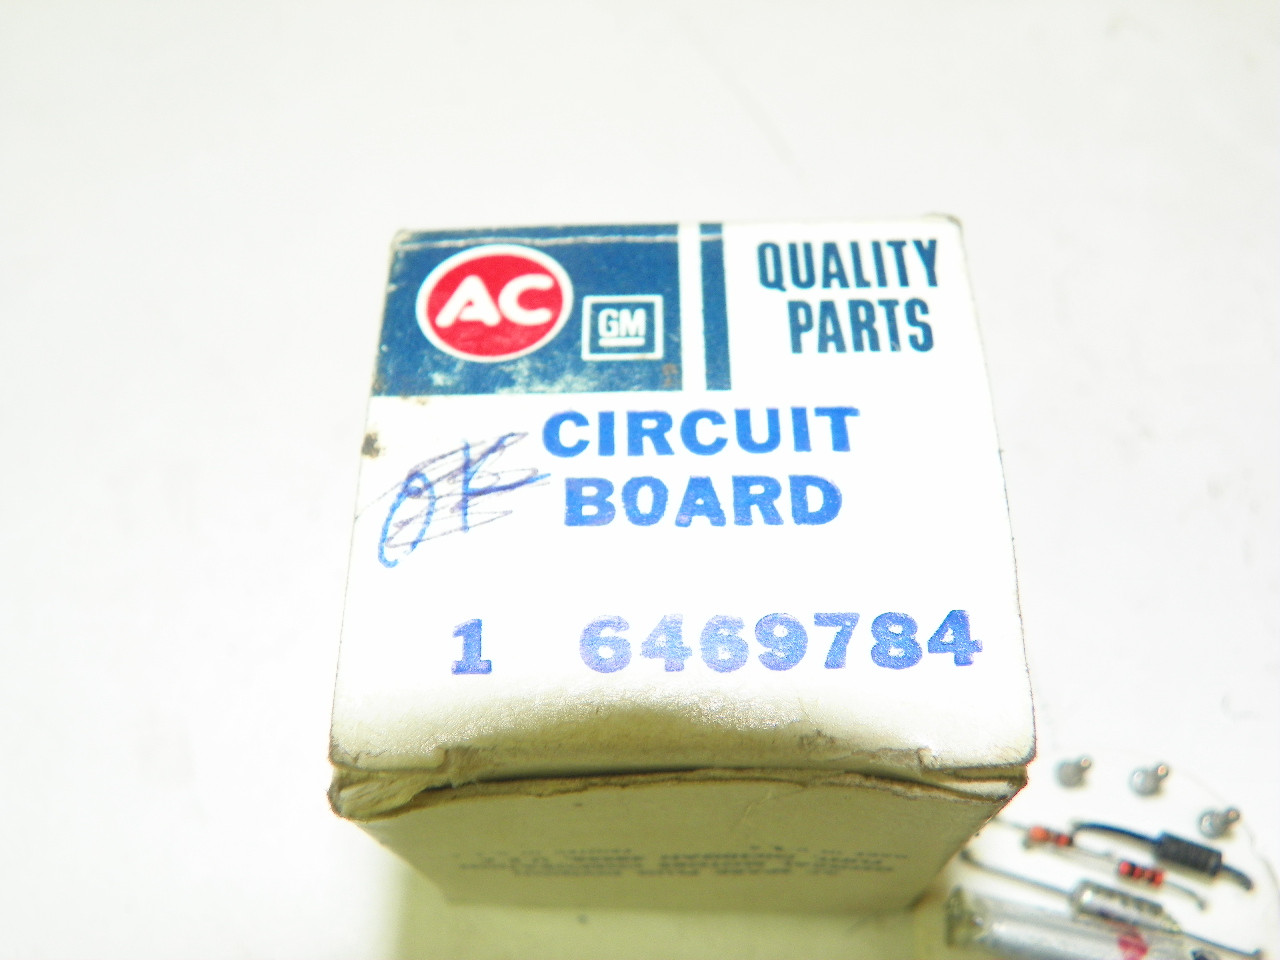 AC
GM
QUALITY
PARTS
CIRCUIT
BOARD
1 6469784